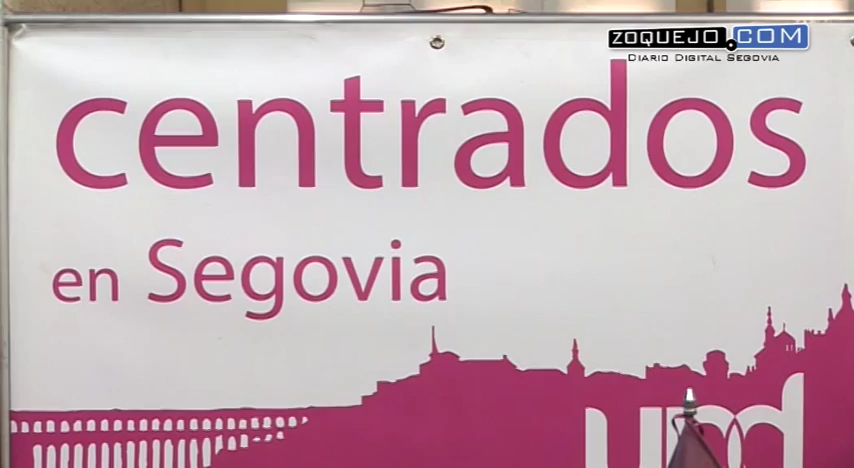 ZOQUEJO.COM
DIARIO DIGITAL SEGOVIA
centrados
en Segovia